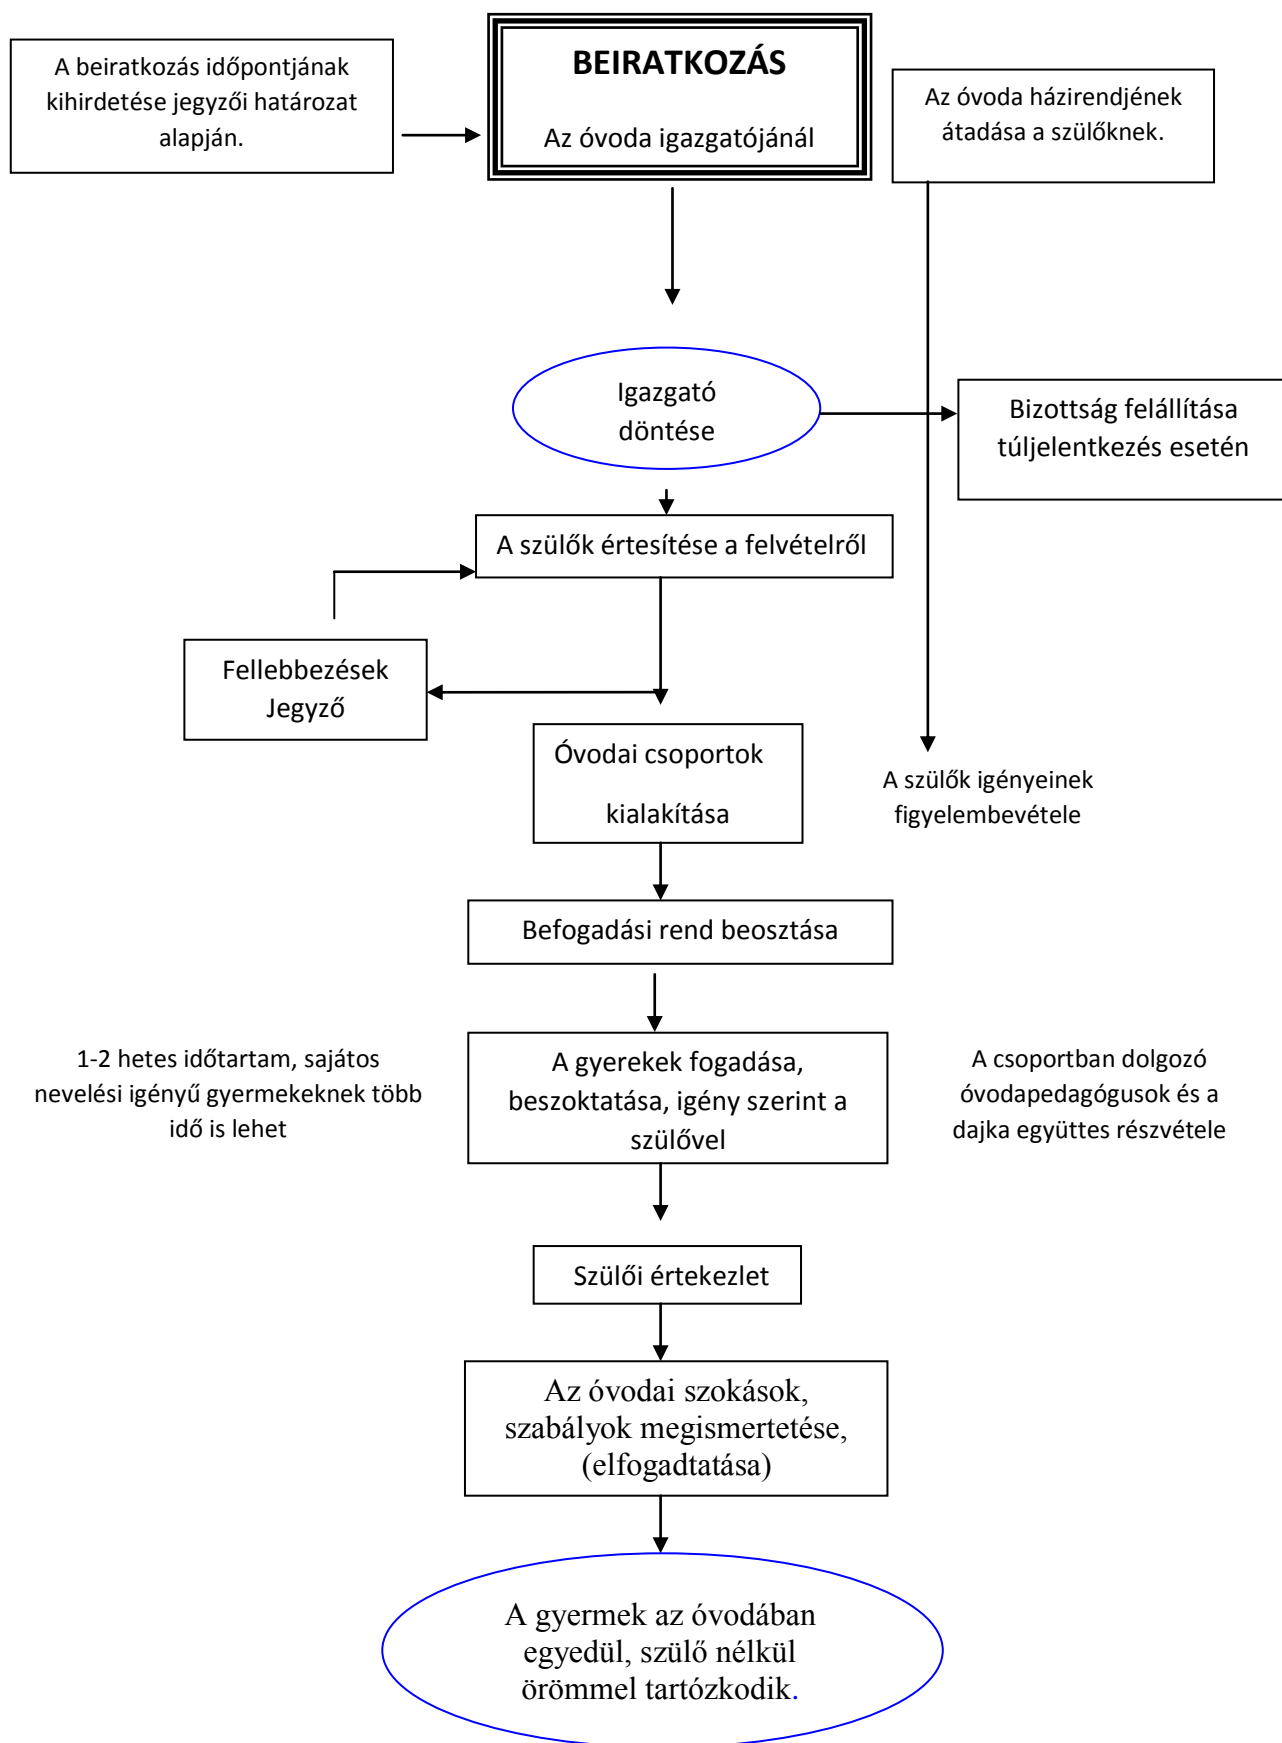 A beiratkozás időpontjának
kihirdetése jegyzői határozat
alapján.
BEIRATKOZÁS
Az óvoda igazgatójánál
Az óvoda házirendjének
átadása a szülőknek.
Igazgató
döntése
Bizottság felállítása
túljelentkezés esetén
A szülők értesítése a felvételről
Fellebbezések
Jegyző
Óvodai csoportok
kialakítása
A szülők igényeinek
figyelembevétele
Befogadási rend beosztása
1-2 hetes időtartam, sajátos
nevelési igényű gyermekeknek több
idő is lehet
A gyerekek fogadása,
beszoktatása, igény szerint a
szülővel
A csoportban dolgozó
óvodapedagógusok és a
dajka együttes részvétele
Szülői értekezlet
Az óvodai szokások,
szabályok megismertetése,
(elfogadtatása)
A gyermek az óvodában
egyedül, szülő nélkül
örömmel tartózkodik.